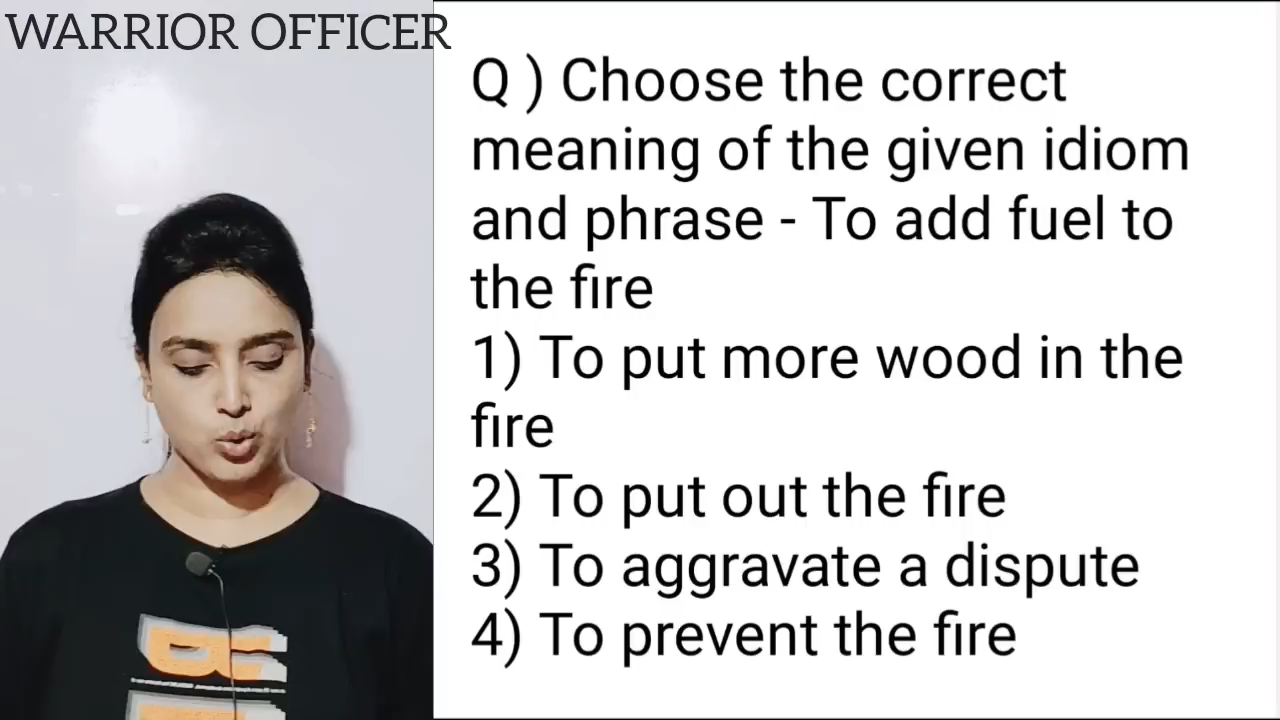 WARRIOR OFFICER
Q ) Choose the correct
meaning of the given idiom
and phrase - To add fuel to
the fire
1) To put more wood in the
fire
2) To put out the fire
3) To aggravate a dispute
4) To prevent the fire